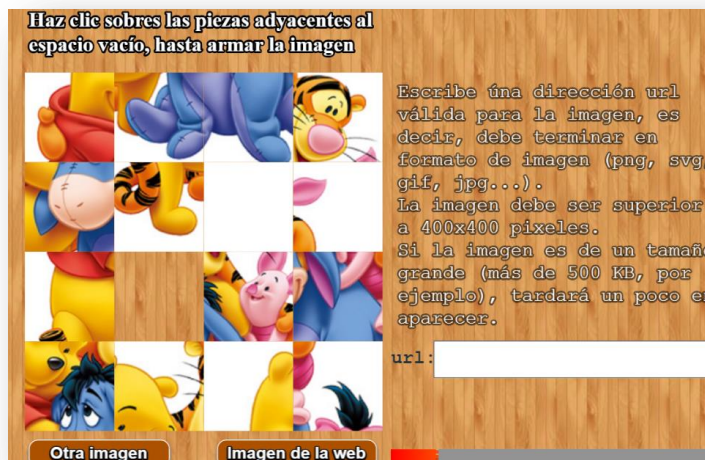 Haz clic sobres las piezas adyacentes al
espacio vacío, hasta armar la imagen
Escribe úna dirección url
válida para la imagen, es
decir, debe terminar en
formato de imagen (png, svg,
gif, jpg...).
La imagen debe ser superior
a 400x400 pixeles.
Si la imagen es de un tamaño
grande (más de 500 KB, por
ejemplo), tardará un poco en
aparecer.
url:
Otra imagen
Imagen de la web